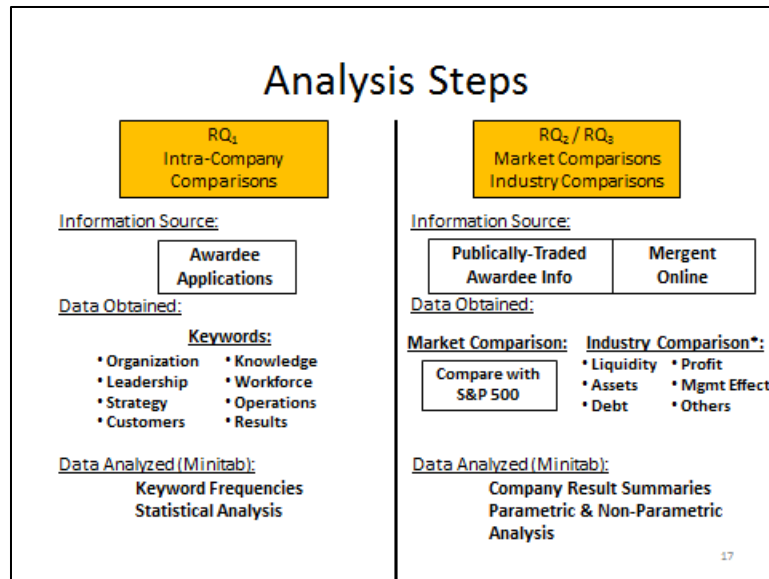 Analysis Steps
RQ₁
Intra-Company
Comparisons
Information Source:
Awardee
Applications
Data Obtained:
Keywords:
• Organization • Knowledge
• Leadership • Workforce
• Strategy • Operations
• Customers • Results
Data Analyzed (Minitab):
Keyword Frequencies
Statistical Analysis
RQ₂ / RQ₃
Market Comparisons
Industry Comparisons
Information Source:
Publically-Traded
Awardee Info
Mergent
Online
Data Obtained:
Market Comparison:
Compare with
S&P 500
Industry Comparison*:
• Liquidity • Profit
• Assets • Mgmt Effect
• Debt • Others
Data Analyzed (Minitab):
Company Result Summaries
Parametric & Non-Parametric
Analysis
17